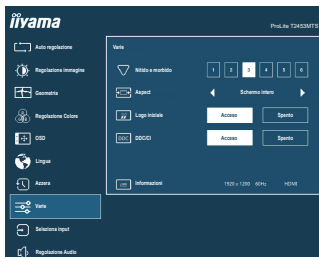 iiyama
ProLite T2453MTS
Auto regolazione
Regolazione immagine
Geometria
Regolazione Colore
OSD
Lingua
Azzera
Varie
Seleziona input
Regolazione Audio
Varie
Nitido e morbido
1 2 3 4 5 6
Aspect
Schermo intero
Logo iniziale
Acceso
Spento
DDC DDC/CI
Acceso
Spento
Informazioni
1920 x 1200 60Hz HDMI